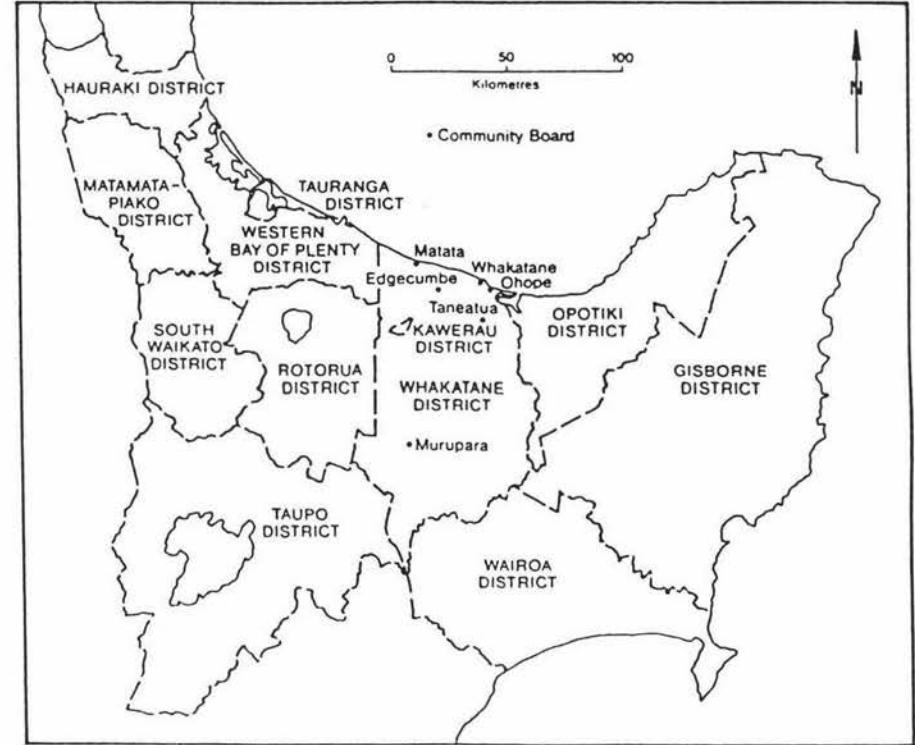 0 50 100
Kilometres
N
• Community Board
HAURAKI DISTRICT
MATAMATA-
PIAKO
DISTRICT
TAURANGA
DISTRICT
WESTERN
BAY OF PLENTY
DISTRICT
Matata
Edgecumbe
Whakatane
Ohope
Taneatua
KAWERAU
DISTRICT
OPOTIKI
DISTRICT
SOUTH
WAIKATO
DISTRICT
ROTORUA
DISTRICT
WHAKATANE
DISTRICT
GISBORNE
DISTRICT
Murupara
TAUPO
DISTRICT
WAIROA
DISTRICT